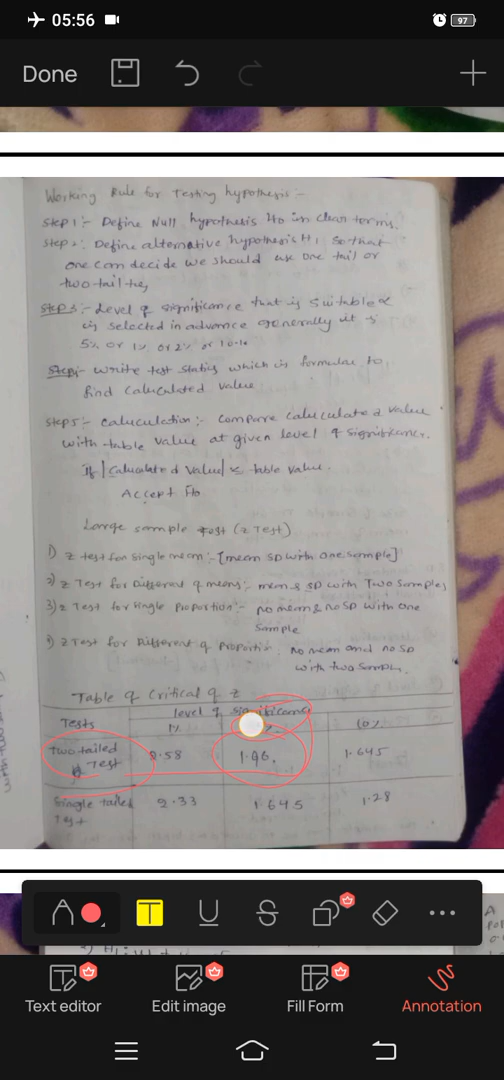 05:56
97
Done
Working Rule for Testing hypothesis :-
Step 1 :- Define Null hypothesis Ho in clear terms.
Step 2 : Define alternative hypothesis H1 so that
one can decide we should use one tail or
two tail
Step 3 :- Level of significance that is suitable α
is selected in advance generally it is
5% or 1% or 2% or 10%
Step 4 :- write test statics which is formulae to
find calculated value
Step 5 :- caluculation :- compare caluculated value
with table value at given level of significance.
If |caluculated value| ≤ table value.
Accept Ho
Large sample Test (z Test)
1) z test for single mean :- [mean SD with one sample]
2) z Test for Different of means :- mean & SD with Two samples
3) z Test for single Proportion :- no mean & no SD with one
sample
z Test for Different of Proportion no mean and no SD
with two sample.
Table of critical of z
Tests level of significance
1% 10%
Two tailed Test 2.58 1.96. 1.645
Single tailed Test 2.33 1.645 1.28
T
U
S
Text editor
Edit image
Fill Form
Annotation